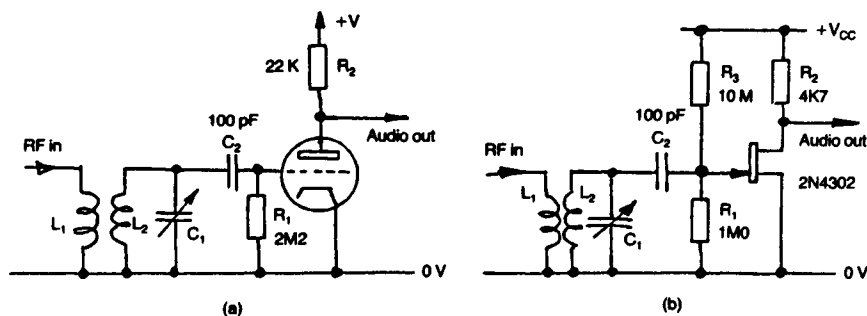 +V
22 K
R2
100 pF
C2
Audio out
RF in
L1
L2
C1
R1
2M2
0 V
(a)
+VCC
R3
10 M
R2
4K7
100 pF
C2
Audio out
RF in
2N4302
L1
L2
C1
R1
1M0
0 V
(b)